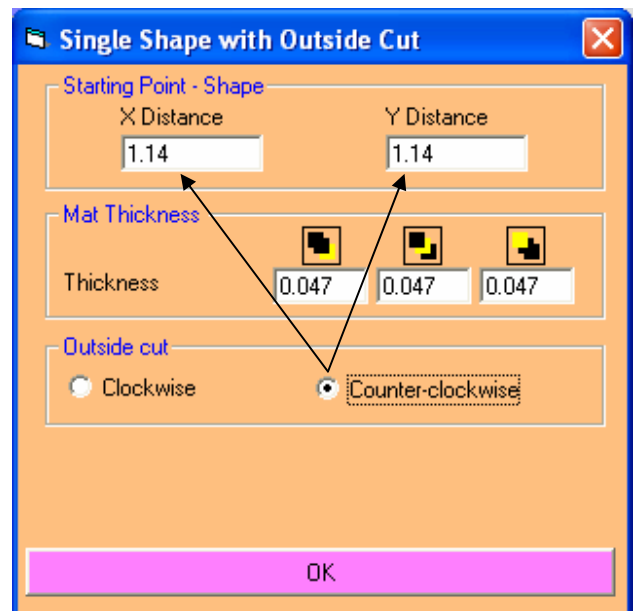 Single Shape with Outside Cut
Starting Point - Shape
X Distance Y Distance
1.14 1.14
Mat Thickness
Thickness 0.047 0.047 0.047
Outside cut
Clockwise Counter-clockwise
OK